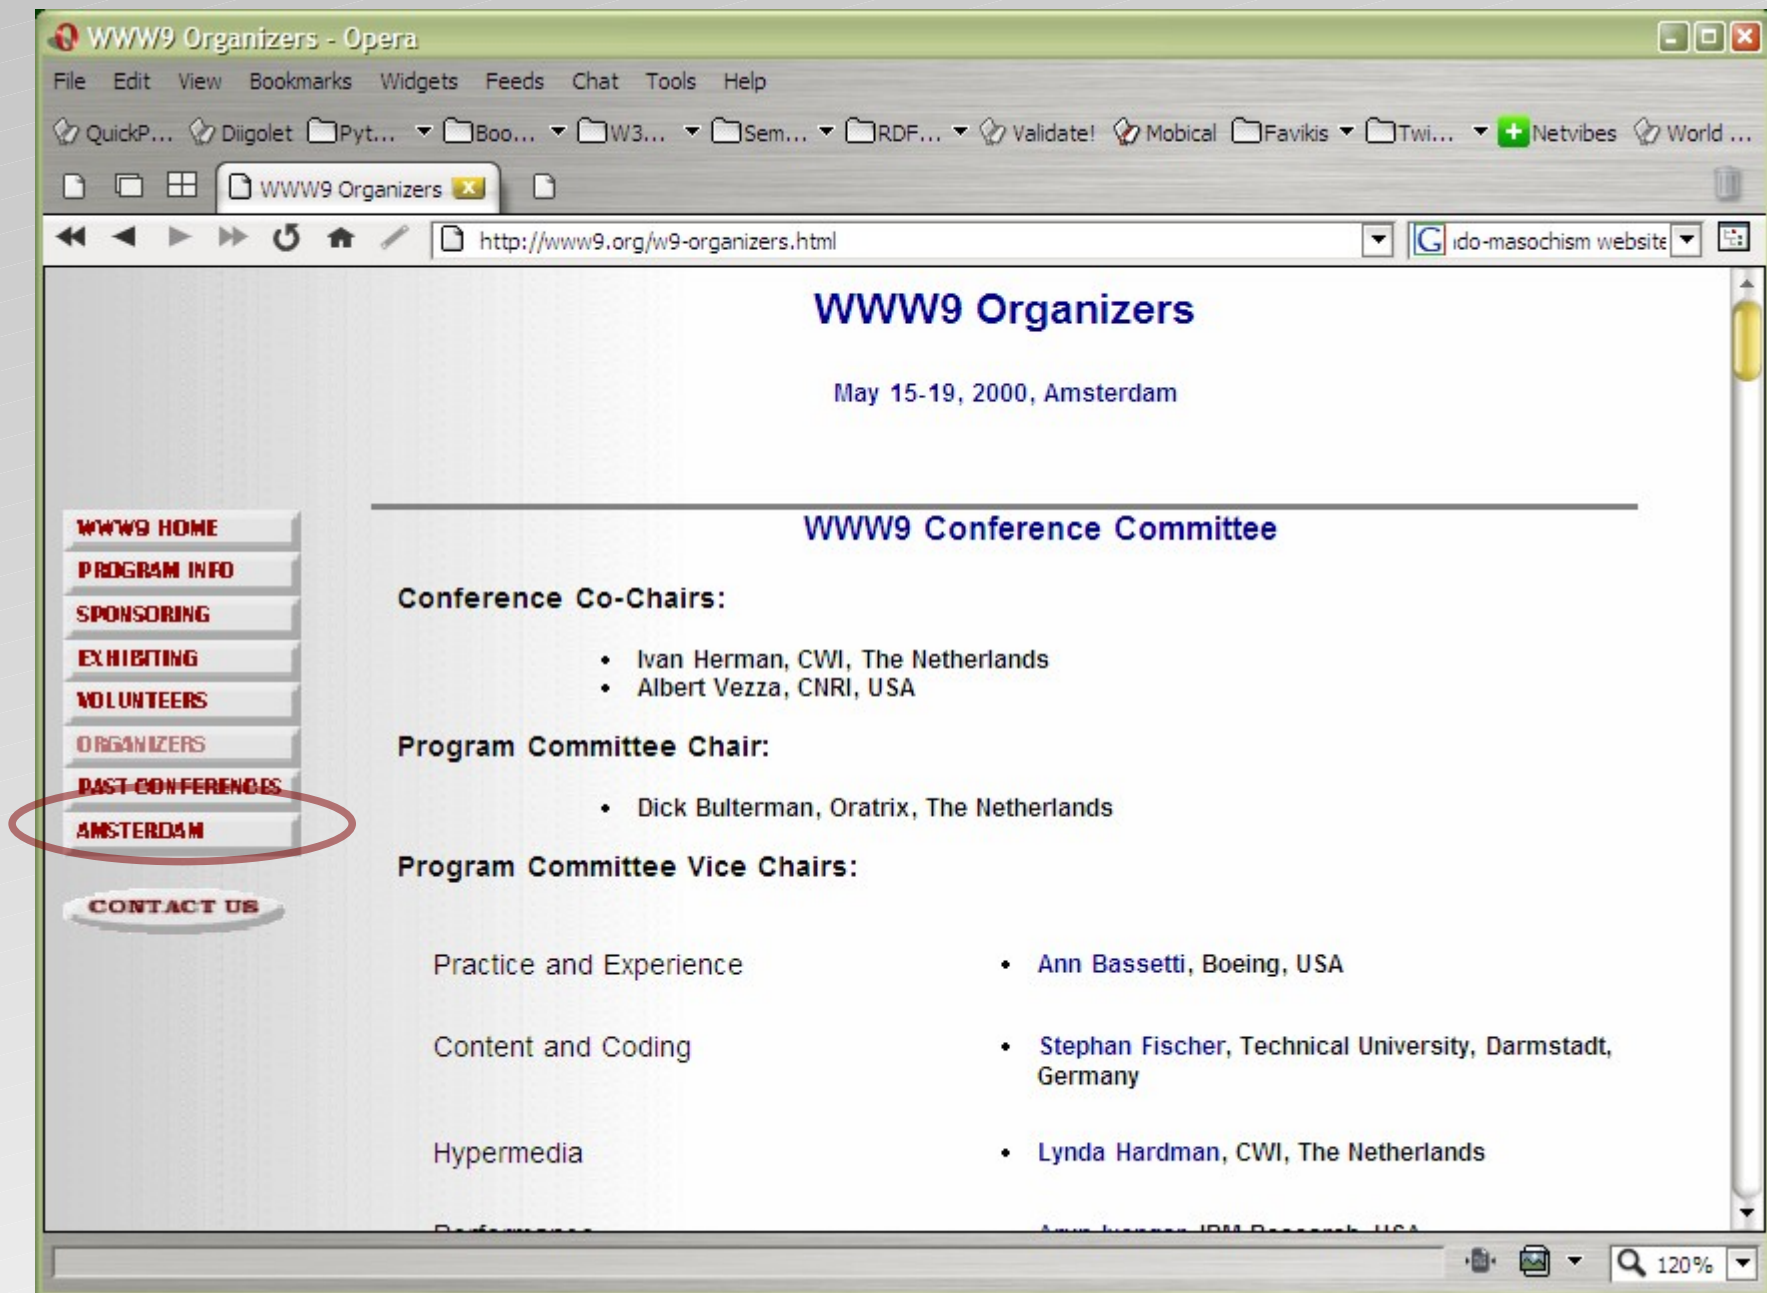 WWW9 Organizers - Opera
File Edit View Bookmarks Widgets Feeds Chat Tools Help
QuickP... Diigolet Pyt... Boo... W3... Sem... RDF... Validate! Mobical Favikis Twi... Netvibes World ...
WWW9 Organizers
http://www9.org/w9-organizers.html do-masochism website
WWW9 Organizers
May 15-19, 2000, Amsterdam
WWW9 HOME
PROGRAM INFO
SPONSORING
EXHIBITING
VOLUNTEERS
ORGANIZERS
PAST CONFERENCES
AMSTERDAM
CONTACT US
WWW9 Conference Committee
Conference Co-Chairs:
• Ivan Herman, CWI, The Netherlands
• Albert Vezza, CNRI, USA
Program Committee Chair:
• Dick Bulterman, Oratrix, The Netherlands
Program Committee Vice Chairs:
Practice and Experience • Ann Bassetti, Boeing, USA
Content and Coding • Stephan Fischer, Technical University, Darmstadt,
Germany
Hypermedia • Lynda Hardman, CWI, The Netherlands
120%